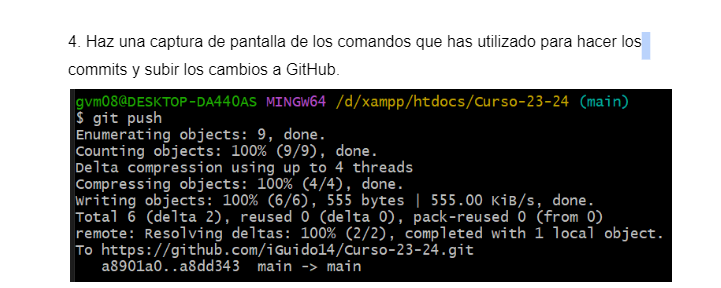 4. Haz una captura de pantalla de los comandos que has utilizado para hacer los
commits y subir los cambios a GitHub.
gvm08@DESKTOP-DA44OAS MINGW64 /d/xampp/htdocs/Curso-23-24 (main)
$ git push
Enumerating objects: 9, done.
Counting objects: 100% (9/9), done.
Delta compression using up to 4 threads
Compressing objects: 100% (4/4), done.
Writing objects: 100% (6/6), 555 bytes | 555.00 KiB/s, done.
Total 6 (delta 2), reused 0 (delta 0), pack-reused 0 (from 0)
remote: Resolving deltas: 100% (2/2), completed with 1 local object.
To https://github.com/iGuido14/Curso-23-24.git
a8901a0..a8dd343 main -> main